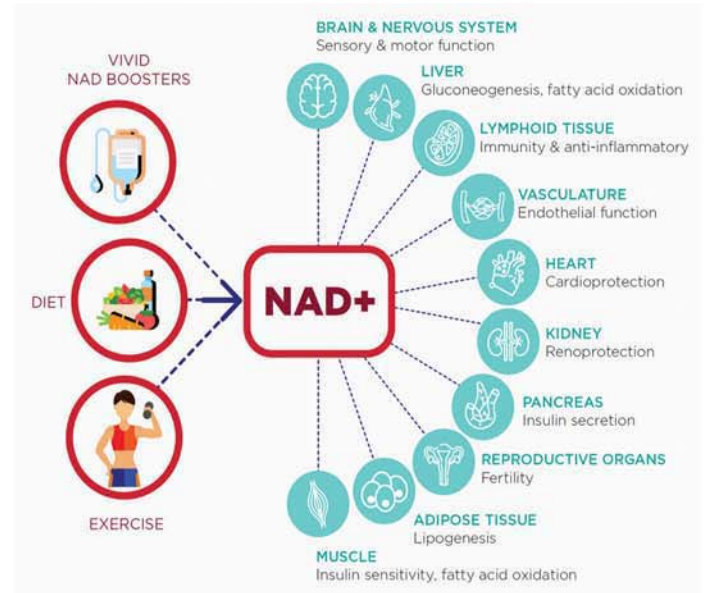 VIVID
NAD BOOSTERS
DIET
EXERCISE
NAD+
BRAIN & NERVOUS SYSTEM
Sensory & motor function
LIVER
Gluconeogenesis, fatty acid oxidation
LYMPHOID TISSUE
Immunity & anti-inflammatory
VASCULATURE
Endothelial function
HEART
Cardioprotection
KIDNEY
Renoprotection
PANCREAS
Insulin secretion
REPRODUCTIVE ORGANS
Fertility
ADIPOSE TISSUE
Lipogenesis
MUSCLE
Insulin sensitivity, fatty acid oxidation